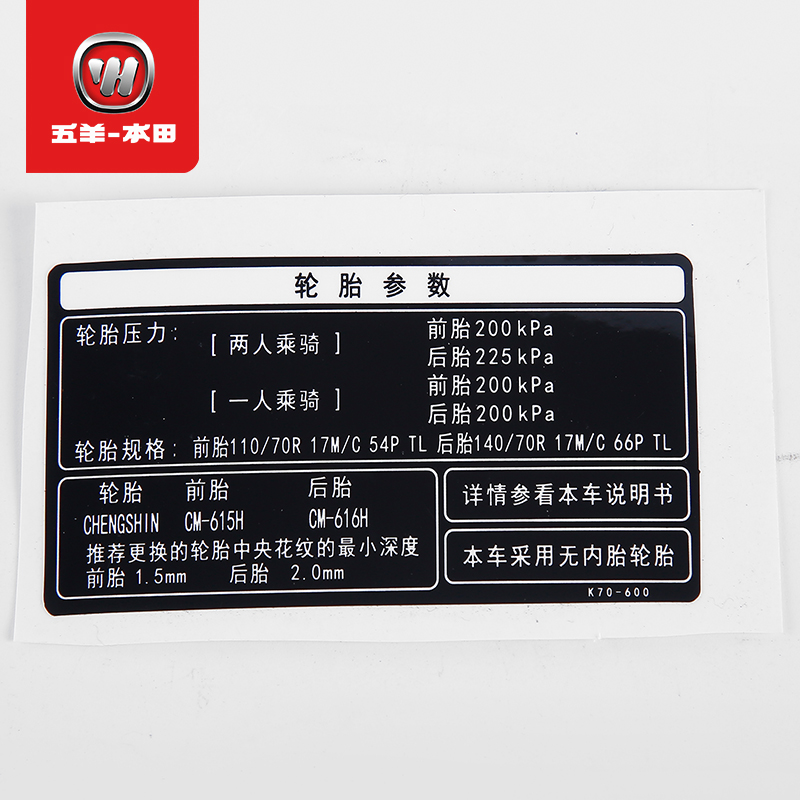 五羊-本田
轮胎参数
轮胎压力: [两人乘骑] 前胎200kPa
后胎225kPa
[一人乘骑] 前胎200kPa
后胎200kPa
轮胎规格: 前胎110/70R 17M/C 54P TL 后胎140/70R 17M/C 66P TL
轮胎 前胎 后胎
CHENGSHIN CM-615H CM-616H
推荐更换的轮胎中央花纹的最小深度
前胎 1.5mm 后胎 2.0mm
详情参看本车说明书
本车采用无内胎轮胎
K70-600